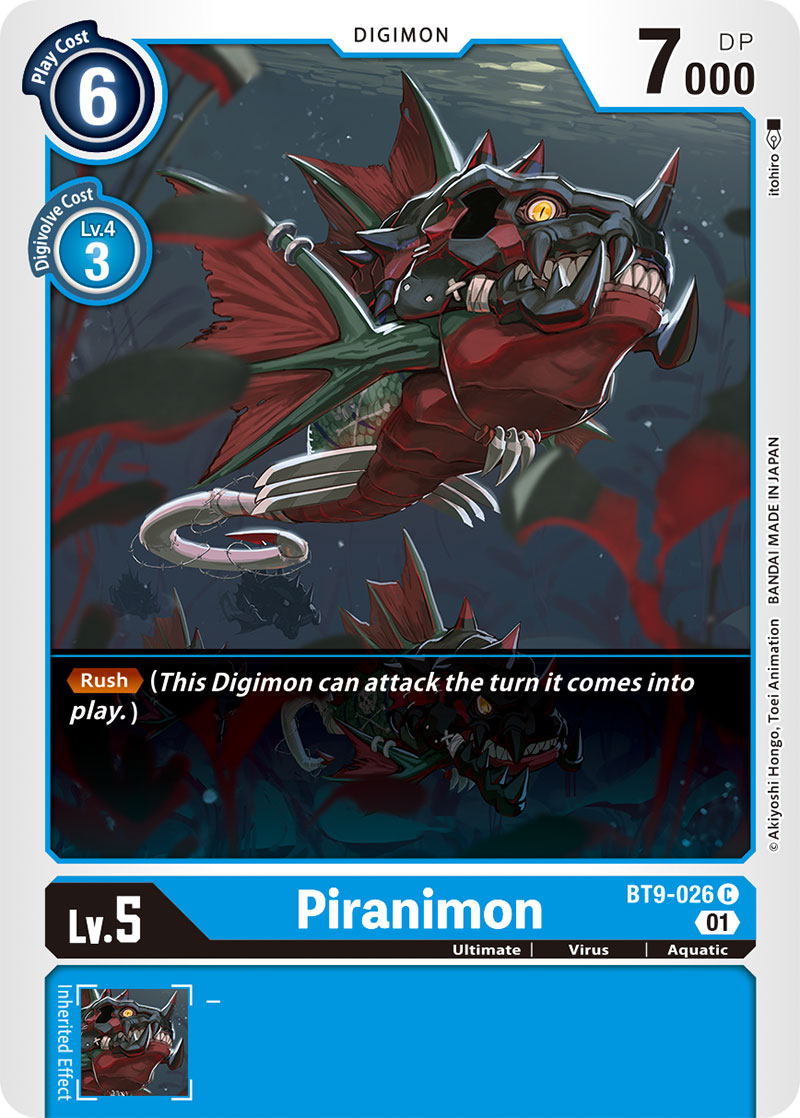 DIGIMON
Play Cost
6
7000
DP
Digivolve Cost
Lv.4
3
itohiro
Rush (This Digimon can attack the turn it comes into
play.)
© Akiyoshi Hongo, Toei Animation BANDAI MADE IN JAPAN
Lv.5
Piranimon
BT9-026 C
01
Ultimate | Virus | Aquatic
Inherited Effect
–